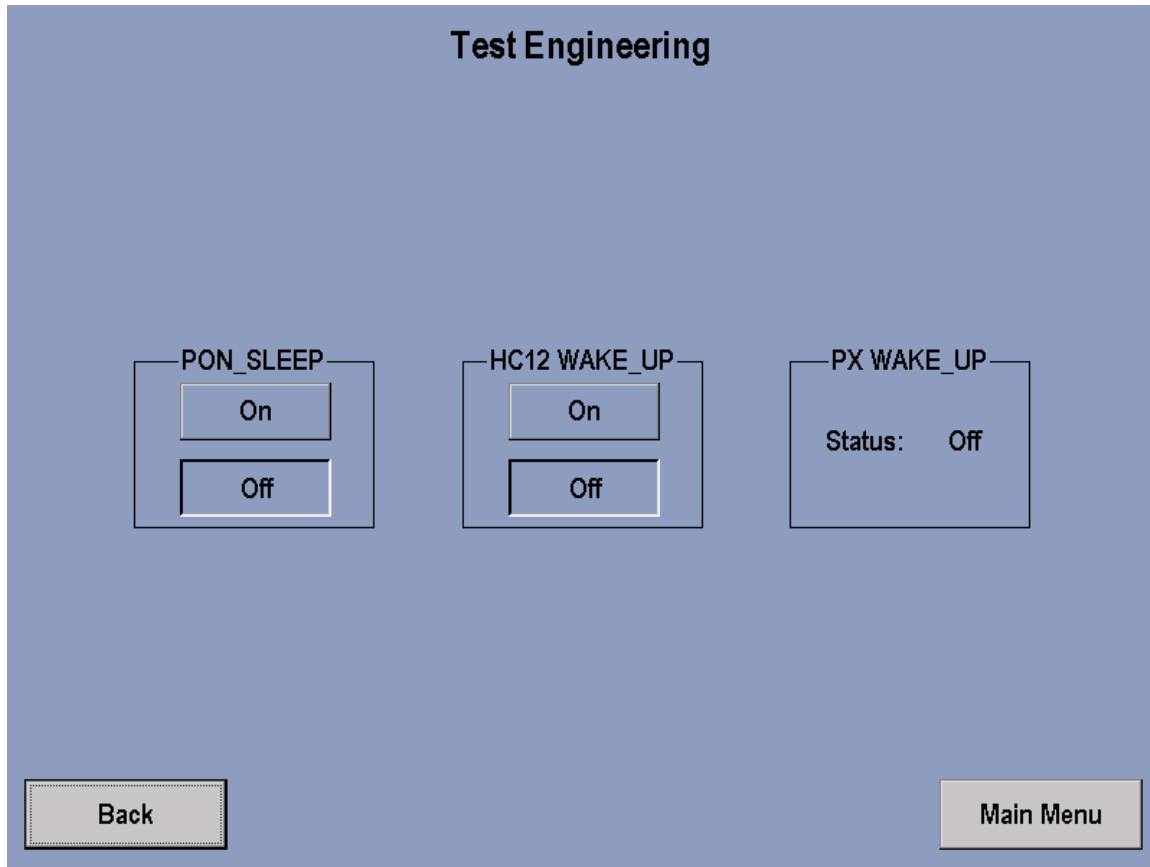 Test Engineering
PON_SLEEP
On
Off
HC12 WAKE_UP
On
Off
PX WAKE_UP
Status: Off
Back
Main Menu